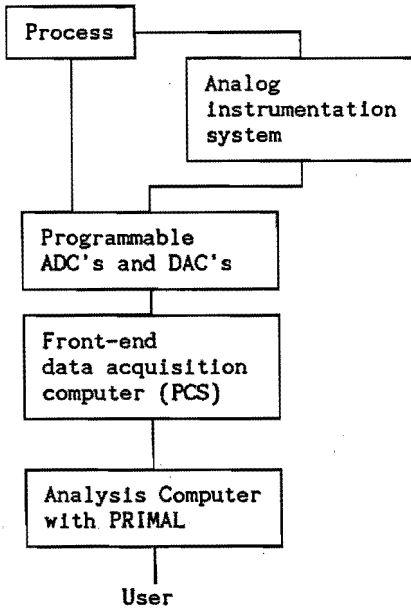 Process
Analog
instrumentation
system
Programmable
ADC's and DAC's
Front-end
data acquisition
computer (PCS)
Analysis Computer
with PRIMAL
User